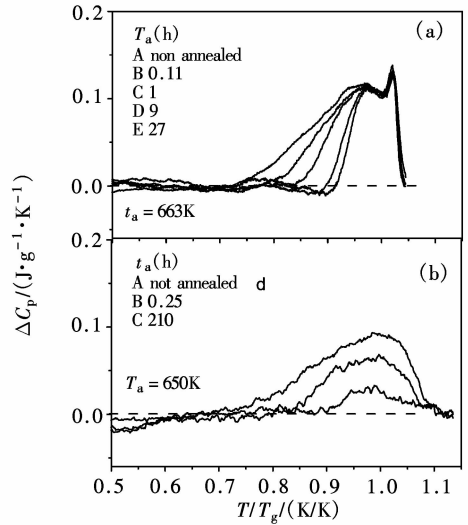 0.2
T_a(h)
(a)
A non annealed
B 0.11
C 1
D 9
E 27
0.1
0.0
t_a = 663K
ΔC_p/(J·g⁻¹·K⁻¹)
0.2
t_a(h)
(b)
A not annealed d
B 0.25
C 210
0.1
T_a = 650K
0.0
0.5 0.6 0.7 0.8 0.9 1.0 1.1
T/T_g/(K/K)